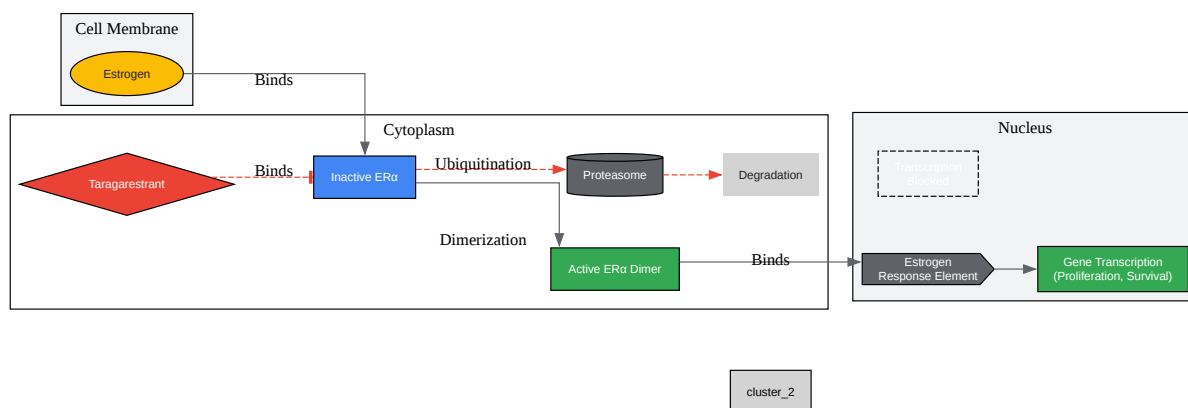 Cell Membrane
Estrogen
Binds
Cytoplasm
Nucleus
Taragarestrant
Binds
Inactive ERα
Ubiquitination
Proteasome
Degradation
Transcription
Blocked
Dimerization
Active ERα Dimer
Binds
Estrogen
Response Element
Gene Transcription
(Proliferation, Survival)
cluster_2